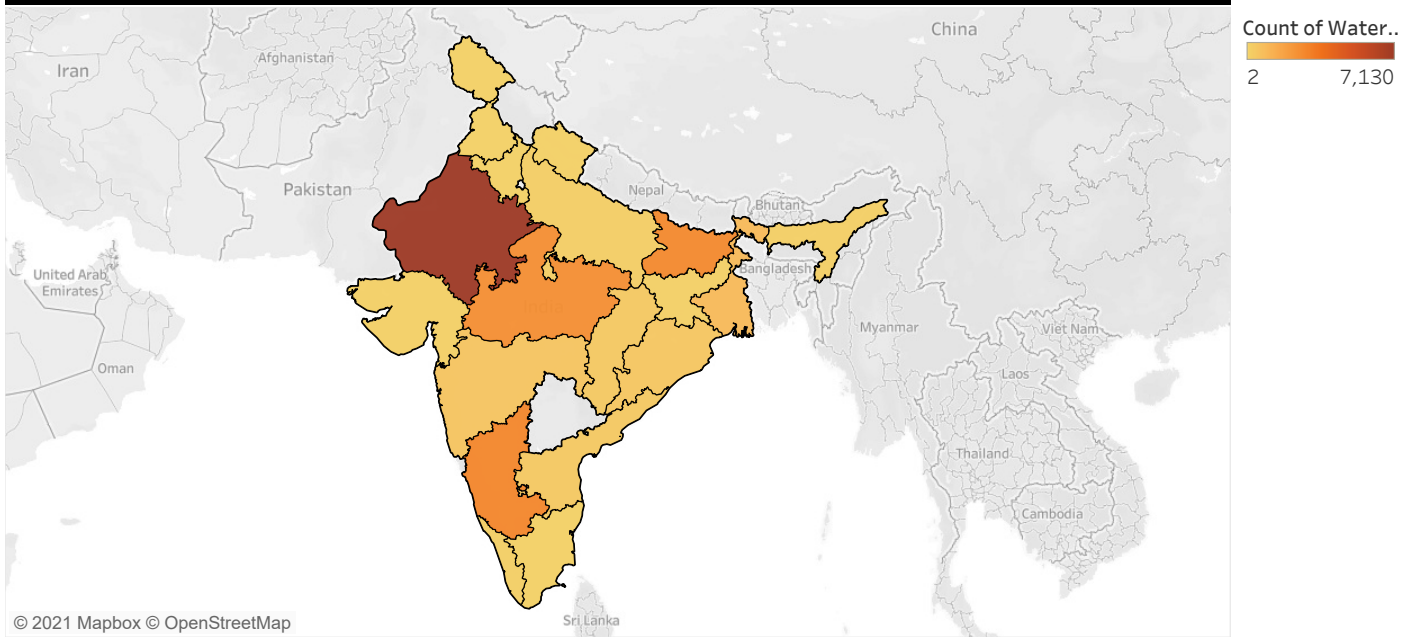 China
Afghanistan
Iran
Pakistan
Nepal
Bhutan
United Arab
Emirates
Bangladesh
India
Myanmar
Viet Nam
Oman
Laos
Thailand
Cambodia
Sri Lanka
© 2021 Mapbox © OpenStreetMap
Count of Water..
2 7,130